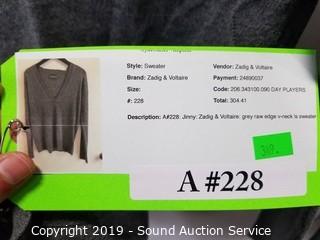 Style: Sweater
Vendor: Zadig & Voltaire
Brand: Zadig & Voltaire
Payment: 24890037
Size:
Code: 206.343100.090 DAY PLAYERS
#: 228
Total: 304.41
Description: A#228: Jinny: Zadig & Voltaire: grey raw edge v-neck ls sweater
A #228
Copyright 2019 - Sound Auction Service